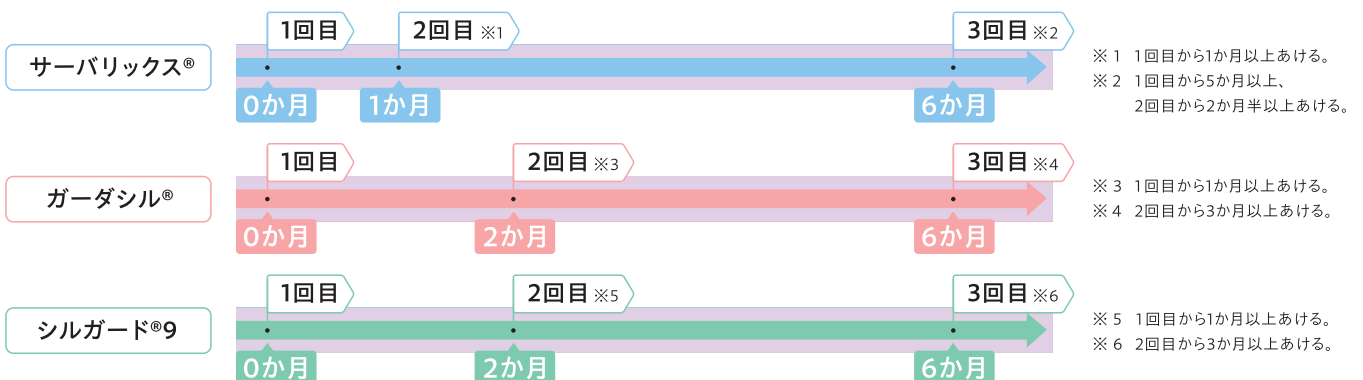 1回目
2回目 ※1
3回目 ※2
サーバリックス®
0か月
1か月
6か月
※1 1回目から1か月以上あける。
※2 1回目から5か月以上、
2回目から2か月半以上あける。
1回目
2回目 ※3
3回目 ※4
ガーダシル®
0か月
2か月
6か月
※3 1回目から1か月以上あける。
※4 2回目から3か月以上あける。
1回目
2回目 ※5
3回目 ※6
シルガード®9
0か月
2か月
6か月
※5 1回目から1か月以上あける。
※6 2回目から3か月以上あける。